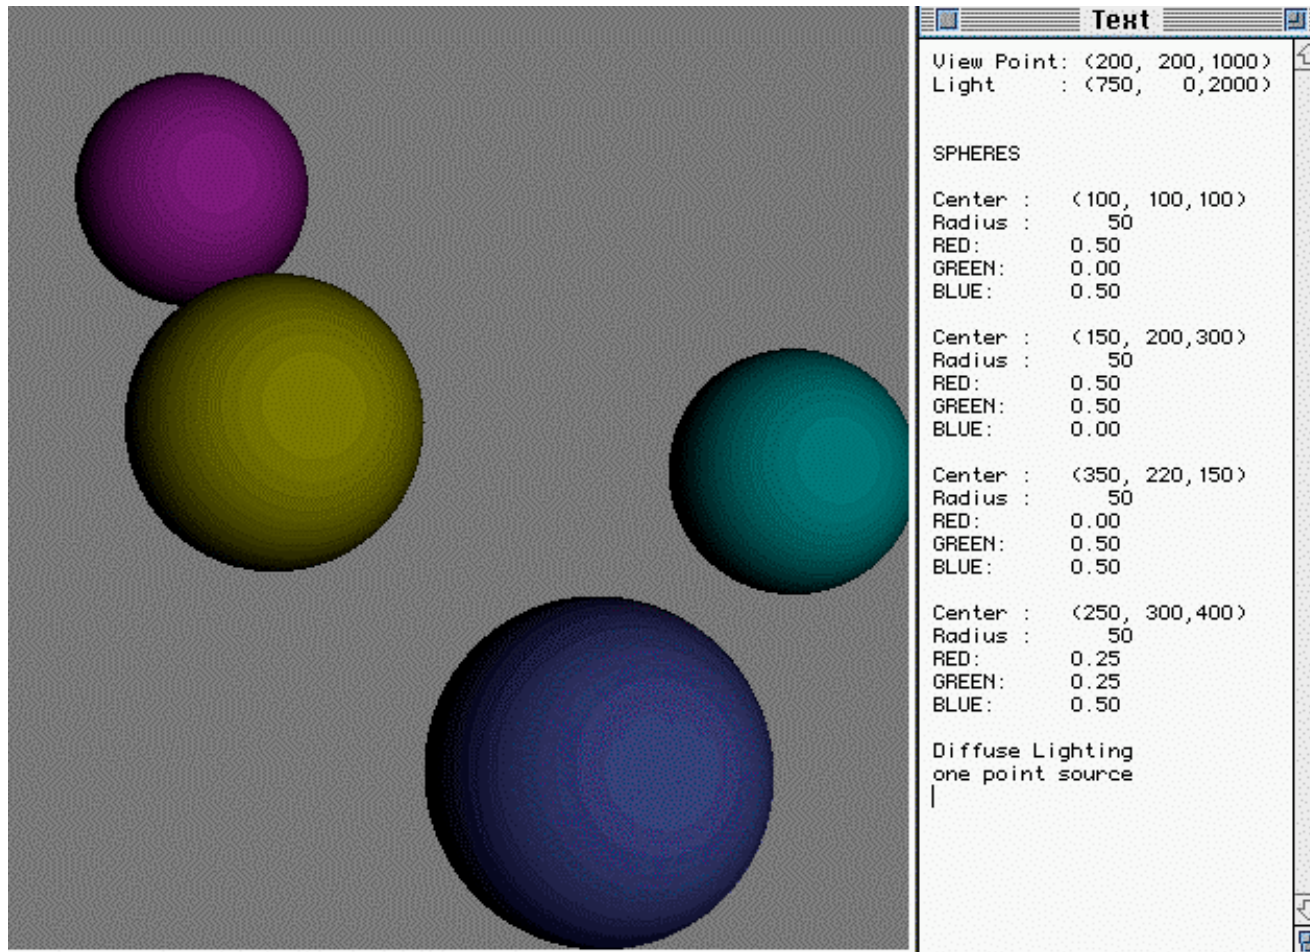 Text
View Point: (200, 200,1000)
Light : (750, 0,2000)
SPHERES
Center : (100, 100,100)
Radius : 50
RED: 0.50
GREEN: 0.00
BLUE: 0.50
Center : (150, 200,300)
Radius : 50
RED: 0.50
GREEN: 0.50
BLUE: 0.00
Center : (350, 220,150)
Radius : 50
RED: 0.00
GREEN: 0.50
BLUE: 0.50
Center : (250, 300,400)
Radius : 50
RED: 0.25
GREEN: 0.25
BLUE: 0.50
Diffuse Lighting
one point source